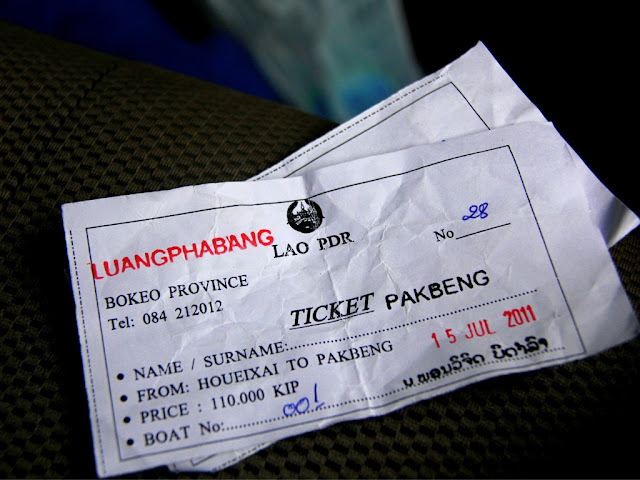 LUANGPHABANG
LAO PDR
No 28
BOKEO PROVINCE
Tel: 084 212012
TICKET PAKBENG
• NAME / SURNAME:
15 JUL 2011
• FROM: HOUEIXAI TO PAKBENG
• PRICE : 110.000 KIP
• BOAT No: 001